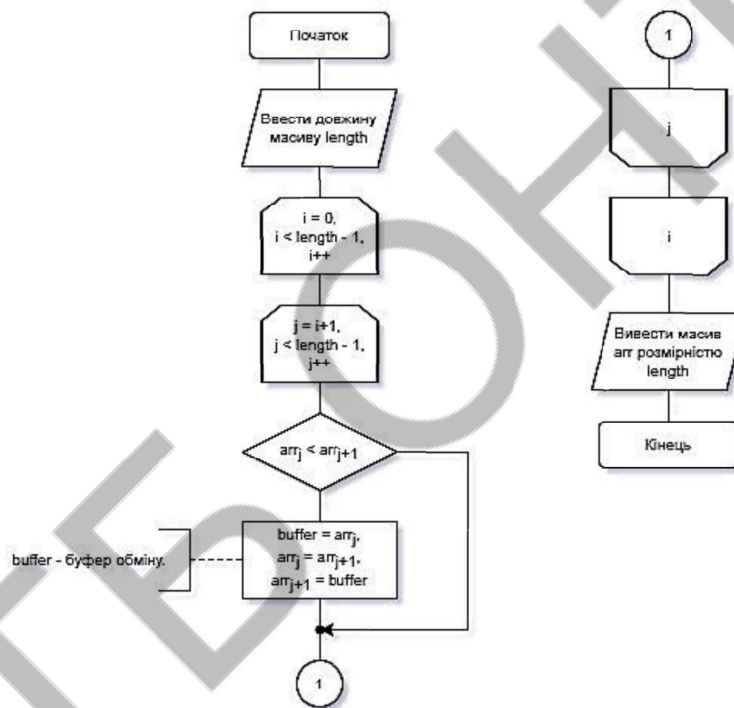 Початок
Ввести довжину
масиву length
i = 0,
i < length - 1,
i++
j = i+1,
j < length - 1,
j++
arrj < arrj+1
buffer = arrj,
arrj = arrj+1,
arrj+1 = buffer
buffer - буфер обміну.
1
1
j
i
Вивести масив
arr розмірністю
length
Кінець